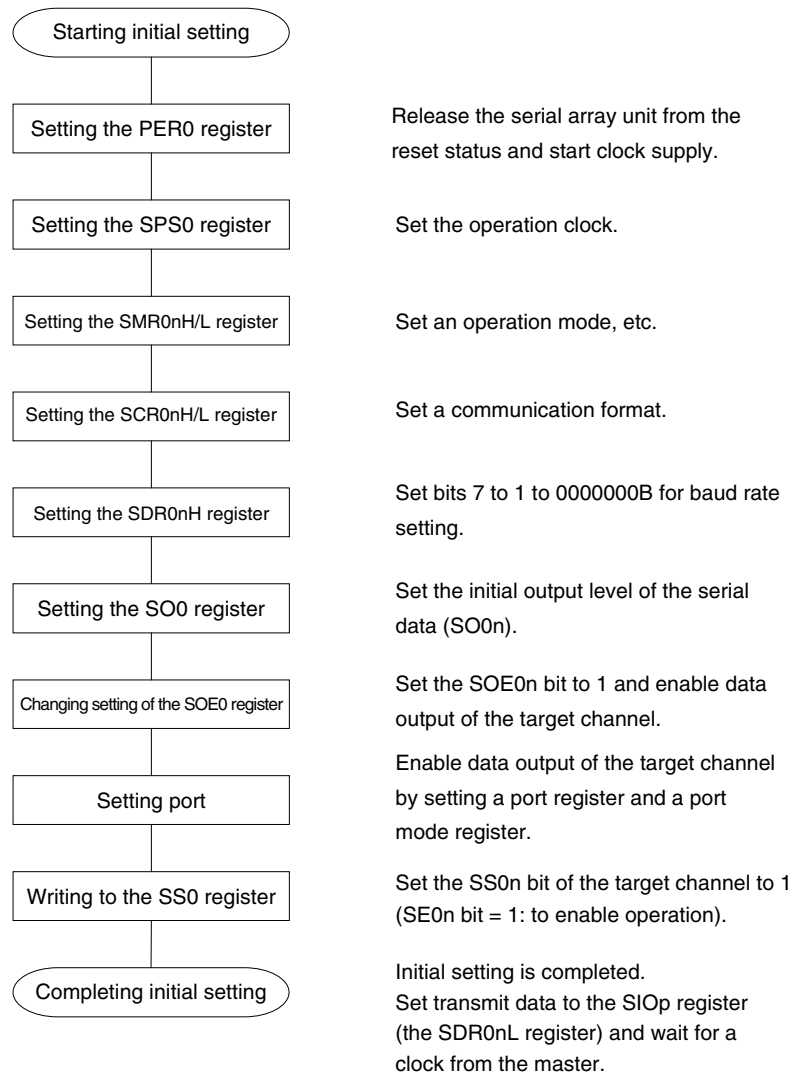 Starting initial setting
Setting the PER0 register
Release the serial array unit from the
reset status and start clock supply.
Setting the SPS0 register
Set the operation clock.
Setting the SMR0nH/L register
Set an operation mode, etc.
Setting the SCR0nH/L register
Set a communication format.
Setting the SDR0nH register
Set bits 7 to 1 to 0000000B for baud rate
setting.
Setting the SO0 register
Set the initial output level of the serial
data (SO0n).
Changing setting of the SOE0 register
Set the SOE0n bit to 1 and enable data
output of the target channel.
Setting port
Enable data output of the target channel
by setting a port register and a port
mode register.
Writing to the SS0 register
Set the SS0n bit of the target channel to 1
(SE0n bit = 1: to enable operation).
Completing initial setting
Initial setting is completed.
Set transmit data to the SIOp register
(the SDR0nL register) and wait for a
clock from the master.